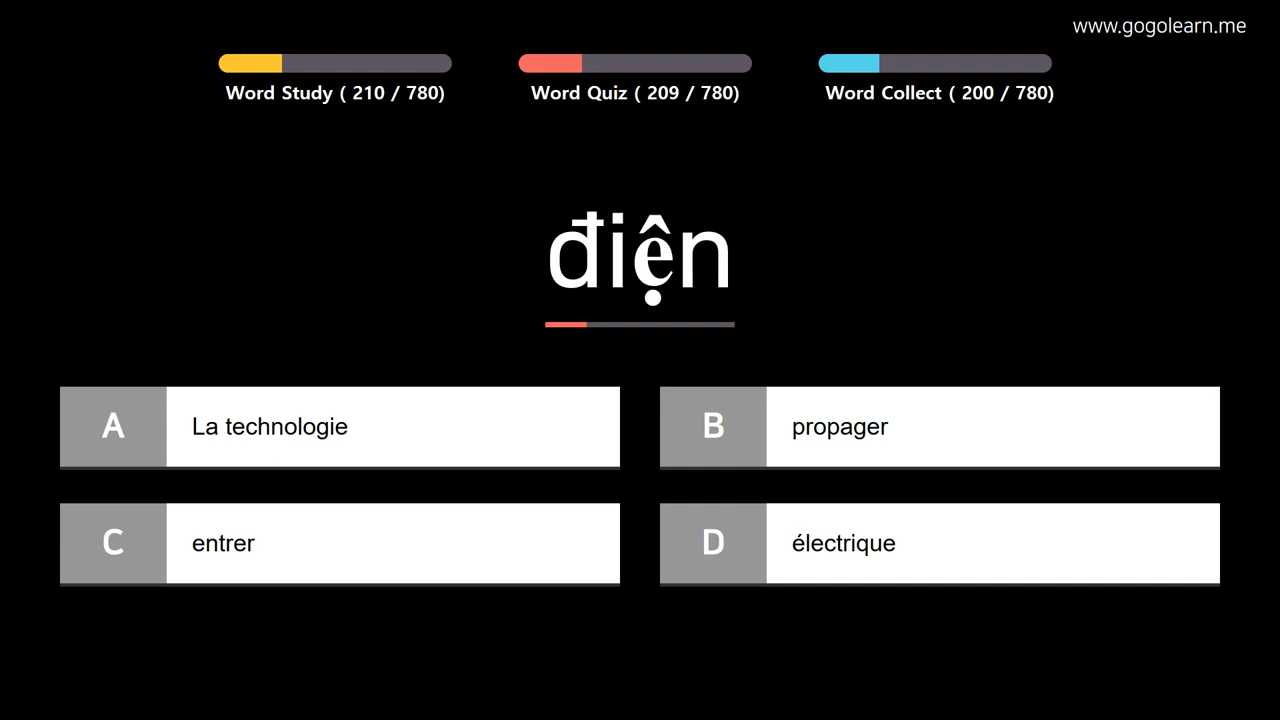 www.gogolearn.me
Word Study ( 210 / 780)
Word Quiz ( 209 / 780)
Word Collect ( 200 / 780)
điện
A
La technologie
B
propager
C
entrer
D
électrique